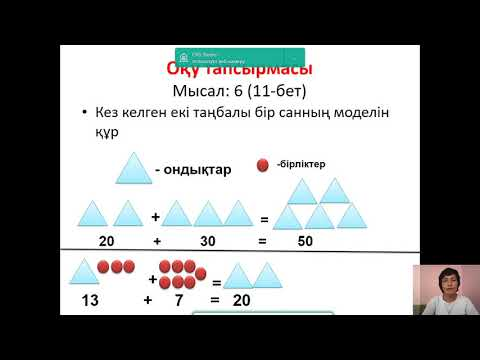 Оқу тапсырмасы
Мысал: 6 (11-бет)
• Кез келген екі таңбалы бір санның моделін
құр
- ондықтар
-бірліктер
+ =
20 + 30 = 50
+ =
13 + 7 = 20